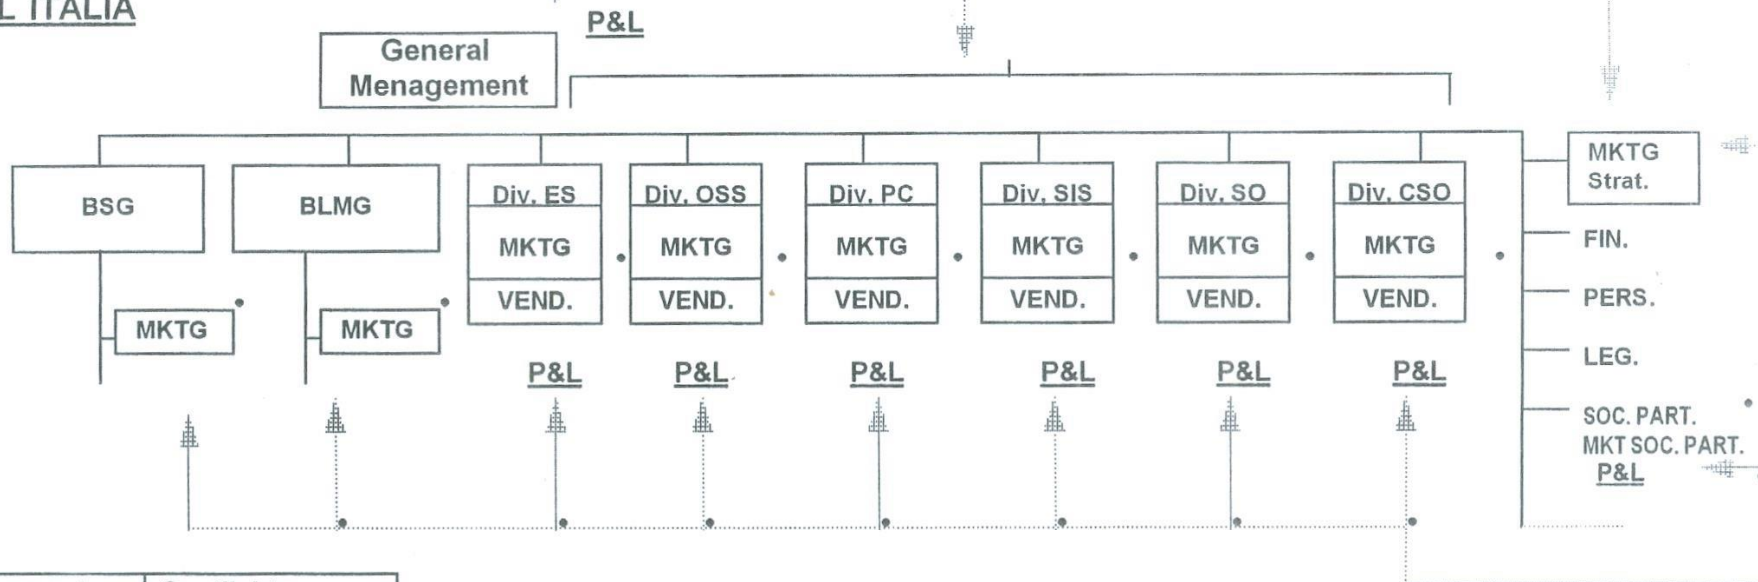 L ITALIA
P&L
General
Menagement
BSG
BLMG
Div. ES
Div. OSS
Div. PC
Div. SIS
Div. SO
Div. CSO
MKTG
Strat.
MKTG
MKTG
MKTG
MKTG
MKTG
MKTG
FIN.
VEND.
VEND.
VEND.
VEND.
VEND.
VEND.
PERS.
MKTG
MKTG
LEG.
P&L
P&L
P&L
P&L
P&L
P&L
SOC. PART.
MKT SOC. PART.
P&L